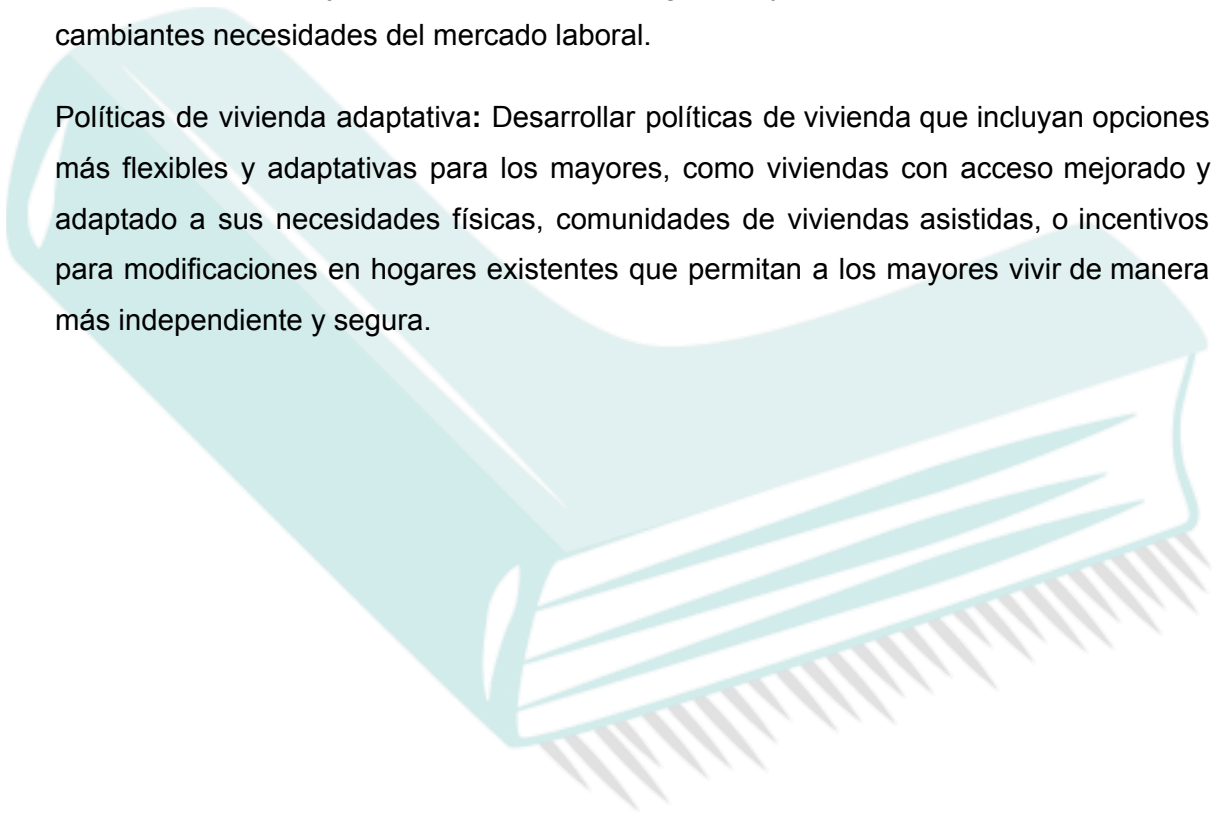 cambiantes necesidades del mercado laboral.
Políticas de vivienda adaptativa: Desarrollar políticas de vivienda que incluyan opciones
más flexibles y adaptativas para los mayores, como viviendas con acceso mejorado y
adaptado a sus necesidades físicas, comunidades de viviendas asistidas, o incentivos
para modificaciones en hogares existentes que permitan a los mayores vivir de manera
más independiente y segura.